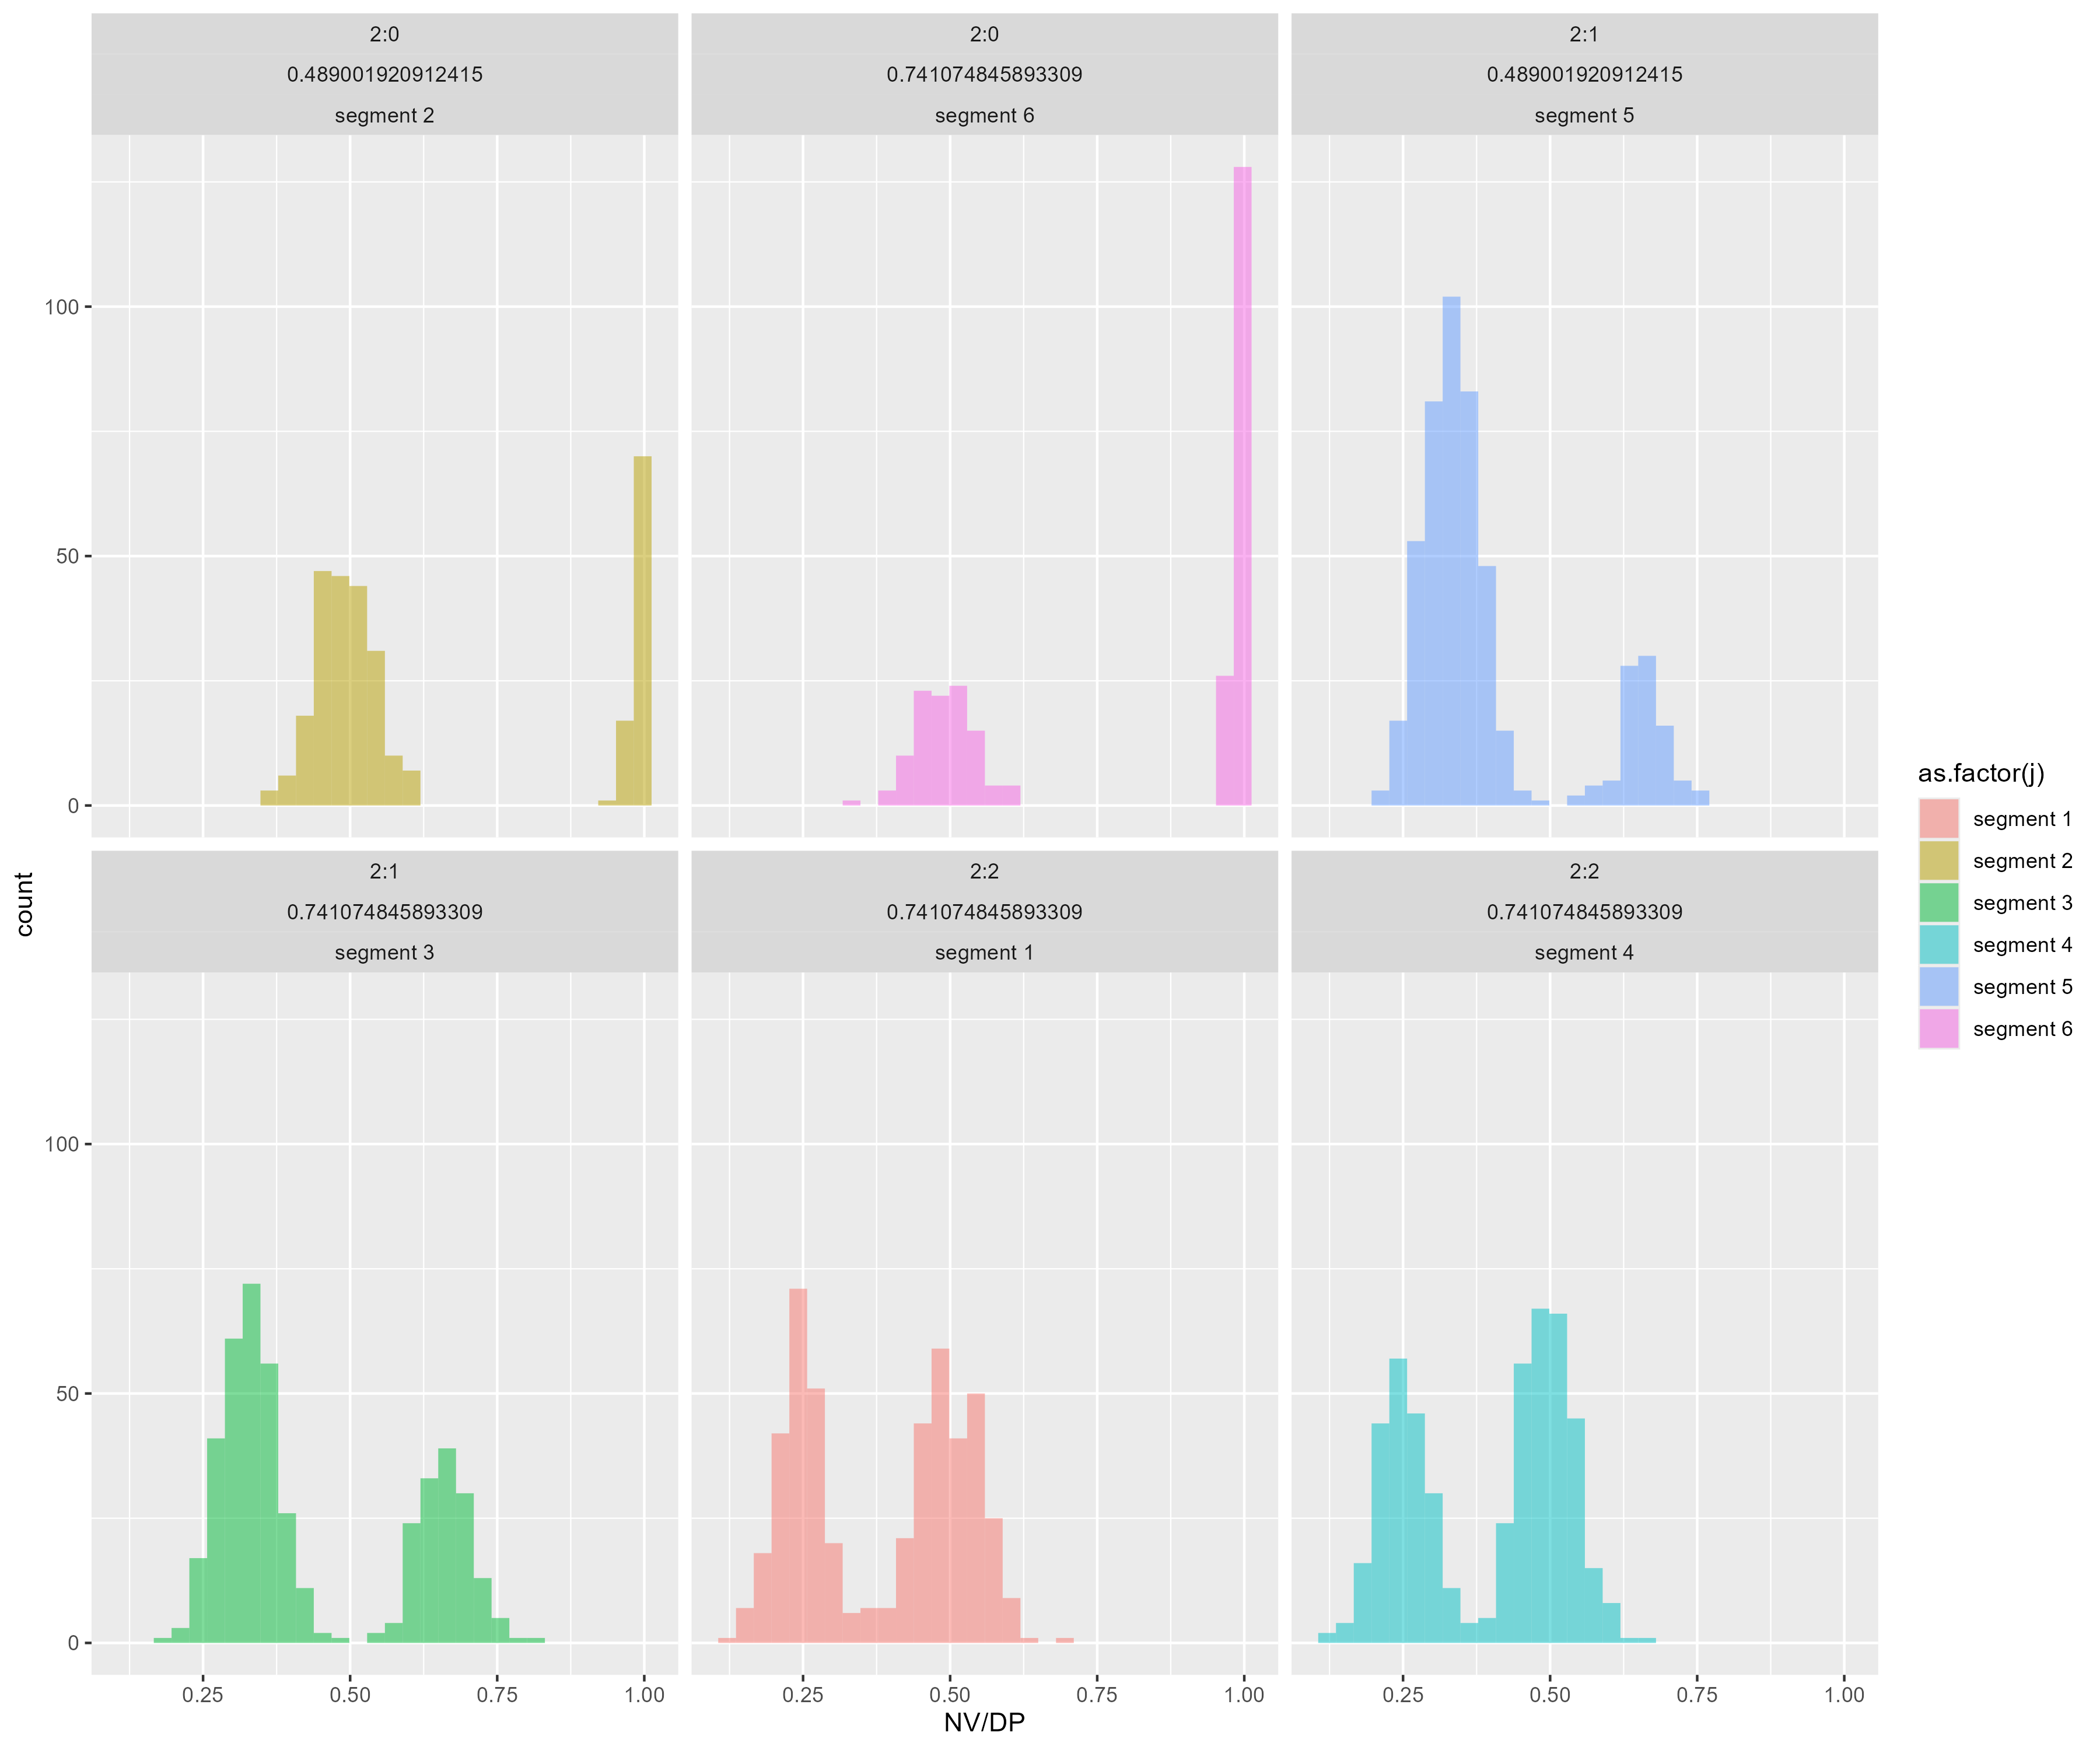 2:0
0.489001920912415
segment 2
2:0
0.741074845893309
segment 6
2:1
0.489001920912415
segment 5
100
50
0
2:1
0.741074845893309
segment 3
2:2
0.741074845893309
segment 1
2:2
0.741074845893309
segment 4
100
50
0
0.25 0.50 0.75 1.00
0.25 0.50 0.75 1.00
0.25 0.50 0.75 1.00
NV/DP
count
as.factor(j)
segment 1
segment 2
segment 3
segment 4
segment 5
segment 6